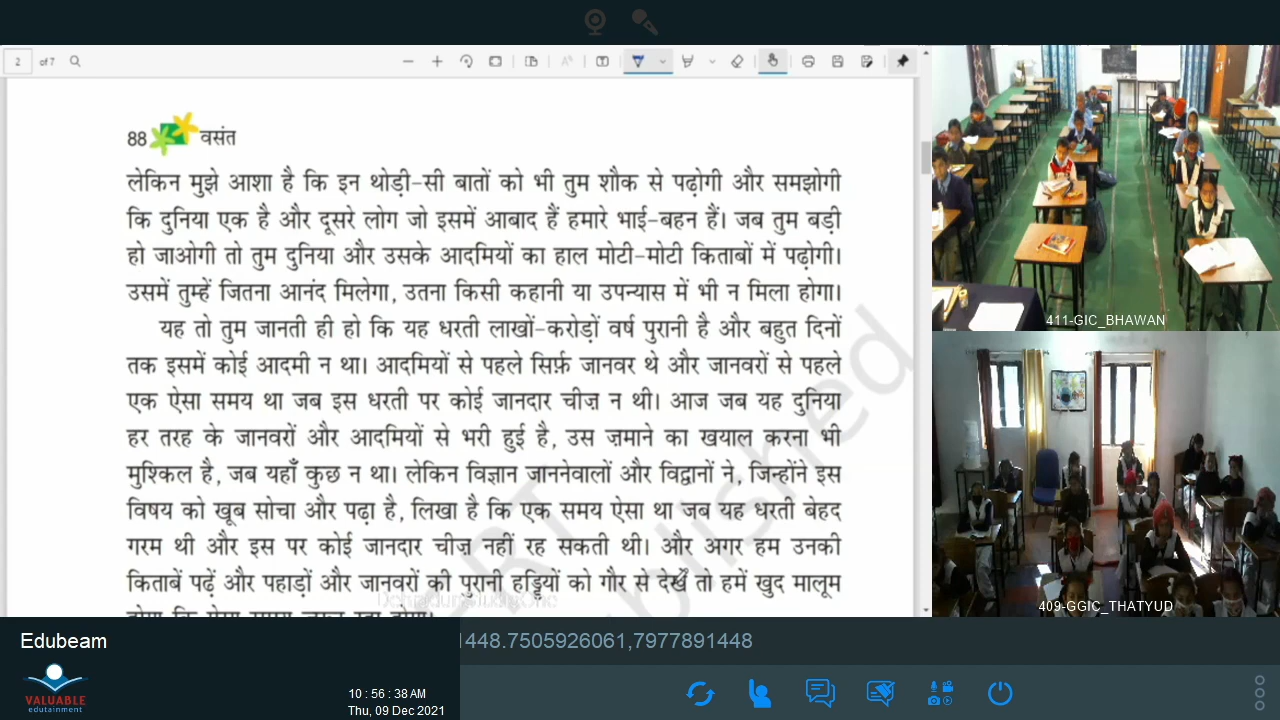 2 of 7
88 वसंत
लेकिन मुझे आशा है कि इन थोड़ी-सी बातों को भी तुम शौक से पढ़ोगी और समझोगी
कि दुनिया एक है और दूसरे लोग जो इसमें आबाद हैं हमारे भाई-बहन हैं। जब तुम बड़ी
हो जाओगी तो तुम दुनिया और उसके आदमियों का हाल मोटी-मोटी किताबों में पढ़ोगी।
उसमें तुम्हें जितना आनंद मिलेगा, उतना किसी कहानी या उपन्यास में भी न मिला होगा।
यह तो तुम जानती ही हो कि यह धरती लाखों-करोड़ों वर्ष पुरानी है और बहुत दिनों
तक इसमें कोई आदमी न था। आदमियों से पहले सिर्फ़ जानवर थे और जानवरों से पहले
एक ऐसा समय था जब इस धरती पर कोई जानदार चीज़ न थी। आज जब यह दुनिया
हर तरह के जानवरों और आदमियों से भरी हुई है, उस ज़माने का खयाल करना भी
मुश्किल है, जब यहाँ कुछ न था। लेकिन विज्ञान जाननेवालों और विद्वानों ने, जिन्होंने इस
विषय को खूब सोचा और पढ़ा है, लिखा है कि एक समय ऐसा था जब यह धरती बेहद
गरम थी और इस पर कोई जानदार चीज़ नहीं रह सकती थी। और अगर हम उनकी
किताबें पढ़ें और पहाड़ों और जानवरों की पुरानी हड्डियों को गौर से देखें तो हमें खुद मालूम
411-GIC_BHAWAN
409-GGIC_THATYUD
Edubeam
1448.7505926061,7977891448
VALUABLE
edutainment
10 : 56 : 38 AM
Thu, 09 Dec 2021